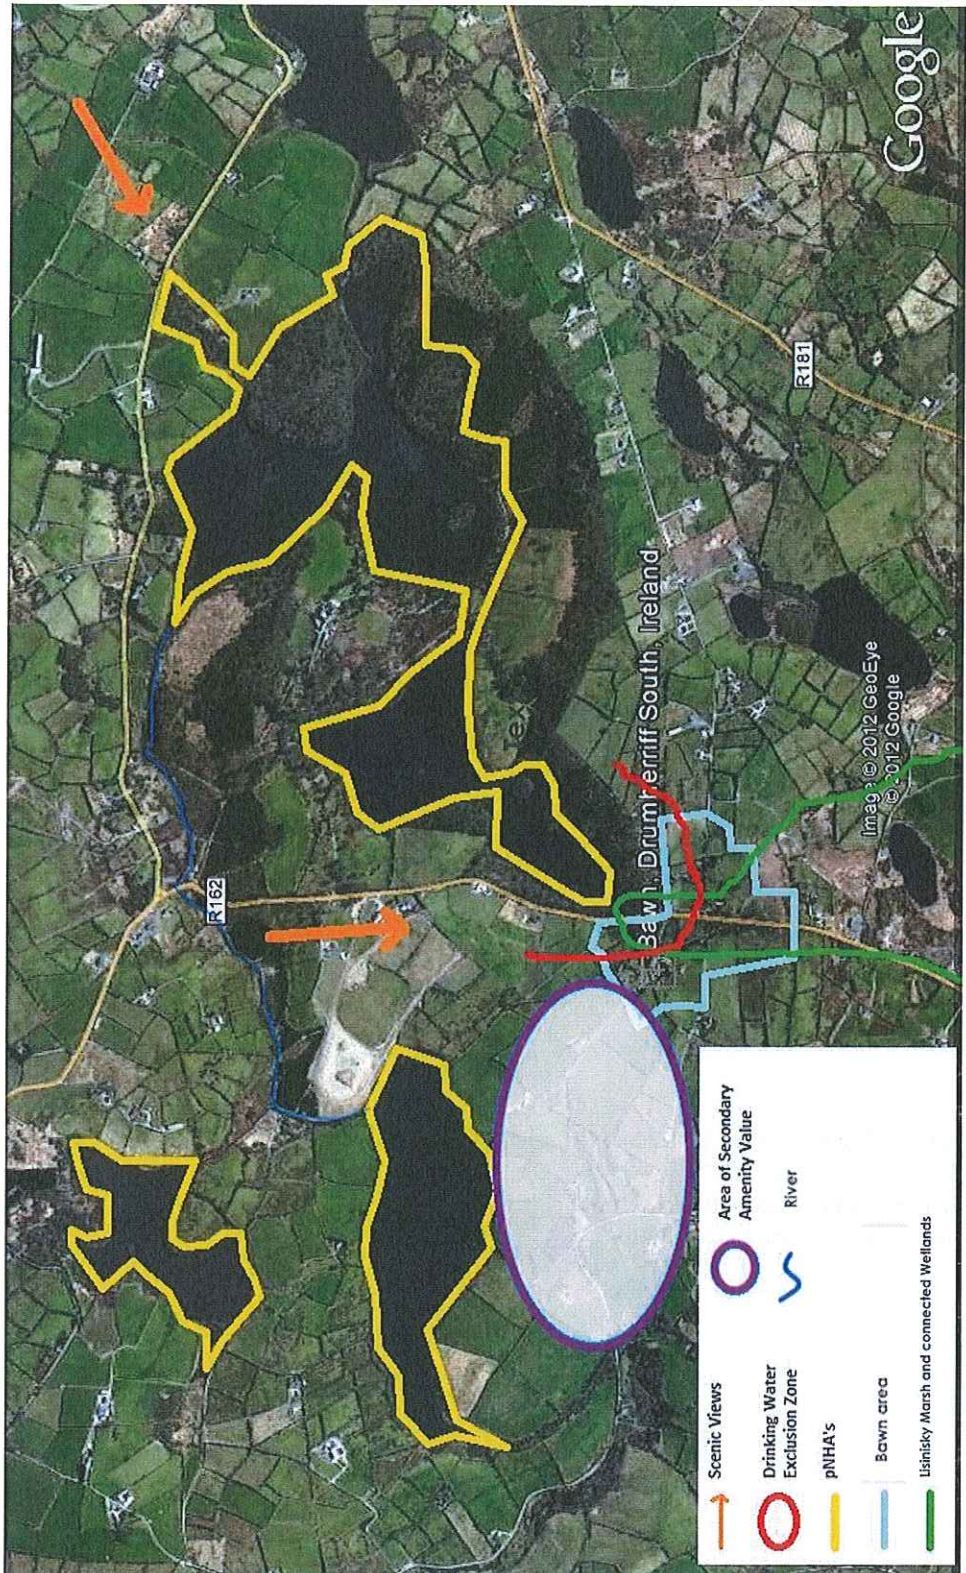 Google
R162
R181
Bawn, Drumherriff South, Ireland
Image © 2012 GeoEye
© 2012 Google
Scenic Views
Drinking Water
Exclusion Zone
pNHA's
Bawn area
Lisinisky Marsh and connected Wetlands
Area of Secondary
Amenity Value
River